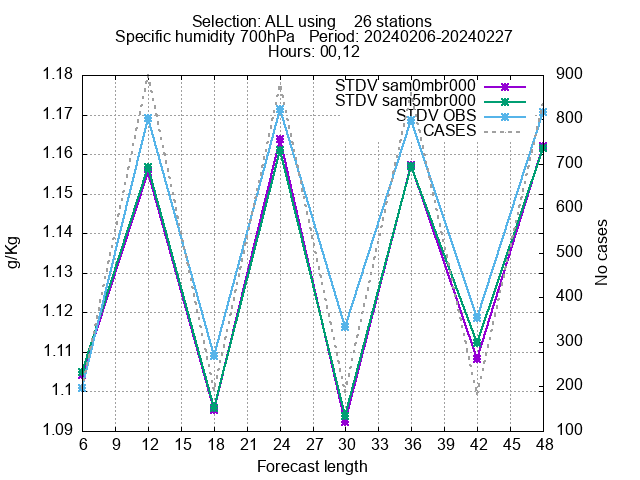 Selection: ALL using    26 stations
Specific humidity 700hPa   Period: 20240206-20240227
Hours: 00,12
STDV sam0mbr000
STDV sam5mbr000
STDV OBS
CASES
1.18
1.17
1.16
1.15
1.14
1.13
1.12
1.11
1.1
1.09
g/Kg
900
800
700
600
500
400
300
200
100
No cases
6 9 12 15 18 21 24 27 30 33 36 39 42 45 48
Forecast length